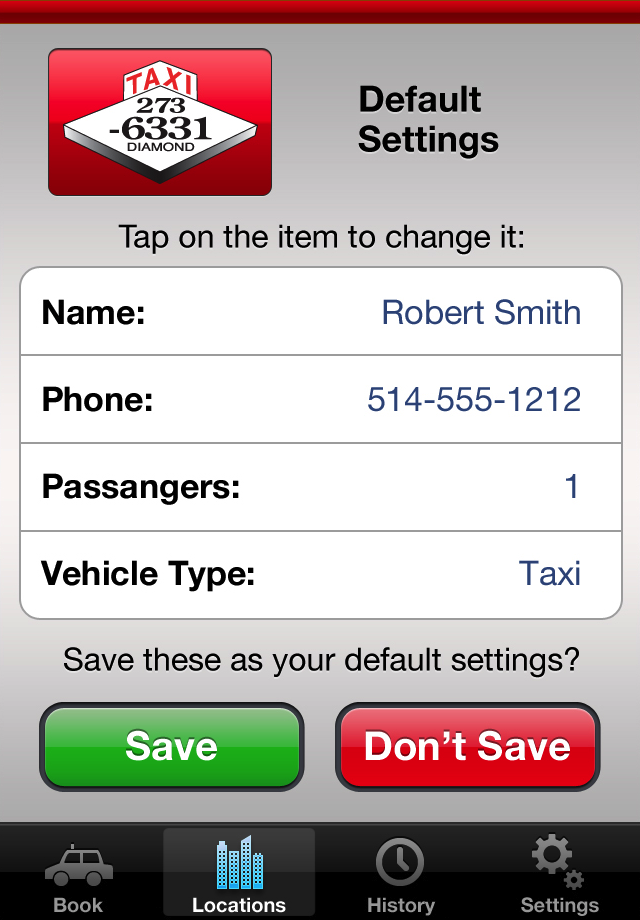 TAXI
273
-6331
DIAMOND
Default
Settings
Tap on the item to change it:
Name: Robert Smith
Phone: 514-555-1212
Passangers: 1
Vehicle Type: Taxi
Save these as your default settings?
Save Don't Save
Book Locations History Settings